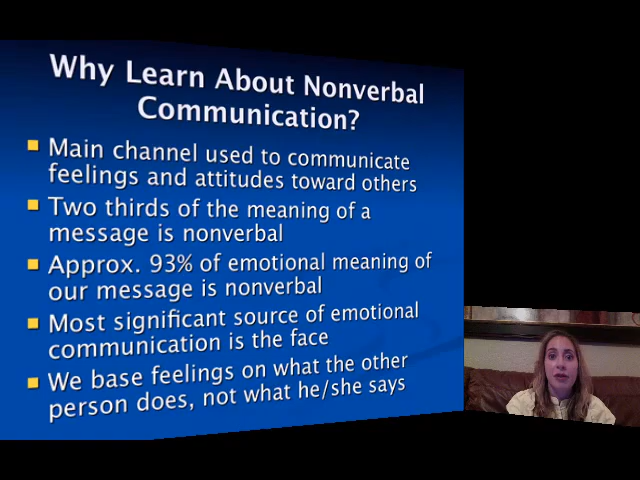 Why Learn About Nonverbal
Communication?
Main channel used to communicate
feelings and attitudes toward others
Two thirds of the meaning of a
message is nonverbal
Approx. 93% of emotional meaning of
our message is nonverbal
Most significant source of emotional
communication is the face
We base feelings on what the other
person does, not what he/she says